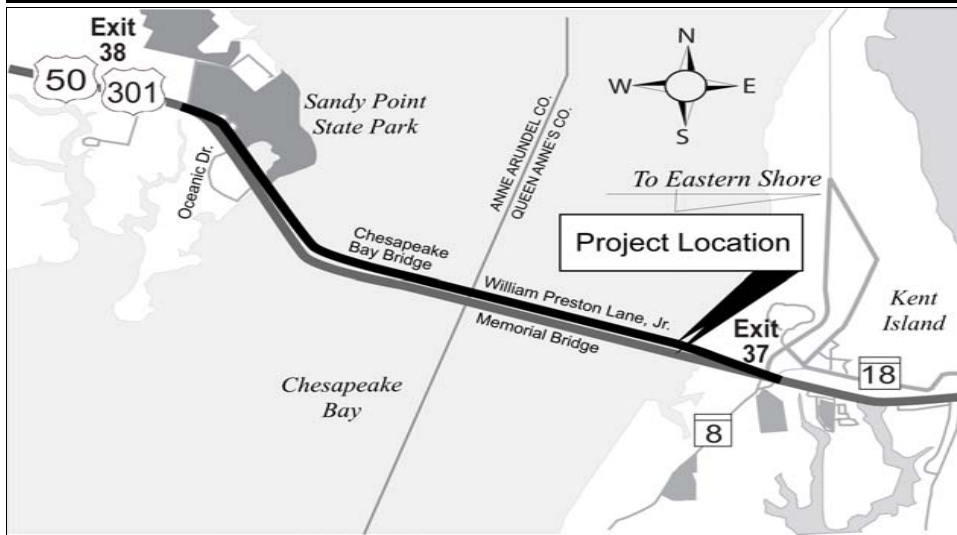 Exit
38
50
301
Sandy Point
State Park
Oceanic Dr.
N
W
E
S
ANNE ARUNDEL CO.
QUEEN ANNE'S CO.
To Eastern Shore
Project Location
Chesapeake
Bay Bridge
William Preston Lane, Jr.
Memorial Bridge
Exit
37
Kent
Island
18
8
Chesapeake
Bay